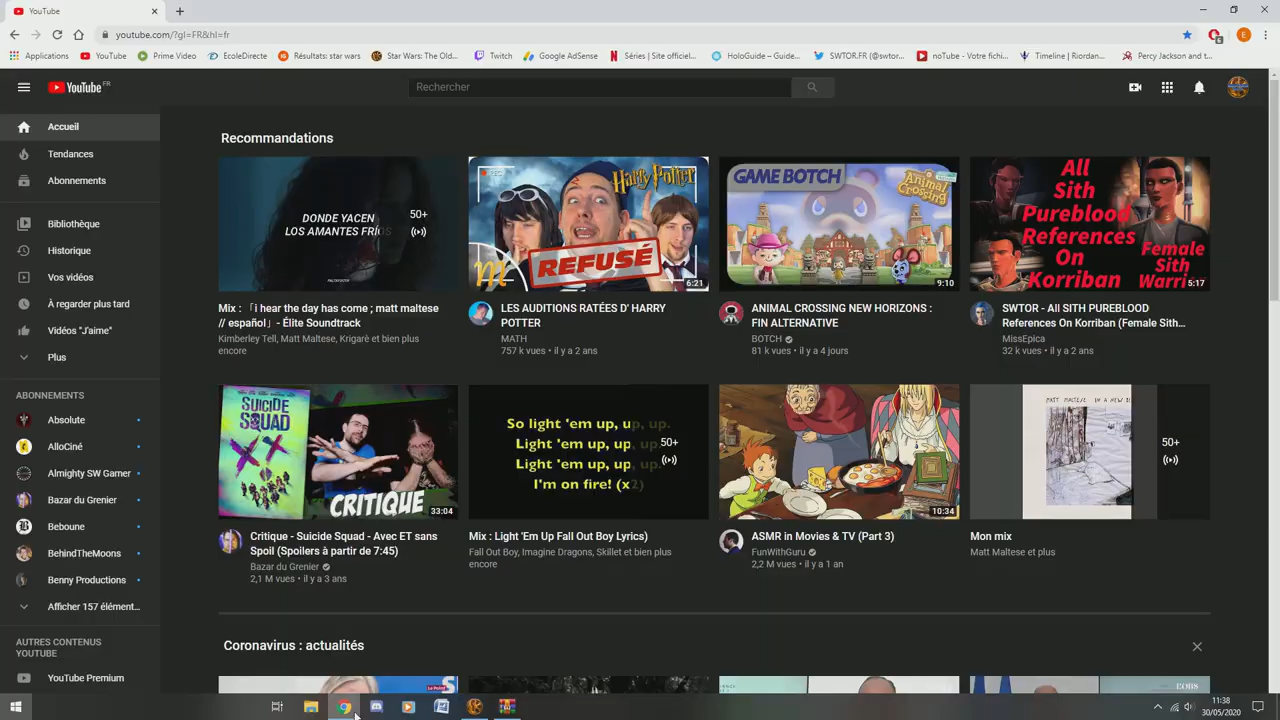 YouTube
youtube.com/?gl=FR&hl=fr
E
Applications
YouTube
Prime Video
EcoleDirecte
Résultats: star wars
Star Wars: The Old...
Twitch
Google AdSense
Séries | Site officiel...
HoloGuide – Guide...
SWTOR.FR (@swtor...
noTube - Votre fichi...
Timeline | Riordan...
Percy Jackson and t...
YouTube FR
Rechercher
Accueil
Tendances
Abonnements
Bibliothèque
Historique
Vos vidéos
À regarder plus tard
Vidéos "J'aime"
Plus
ABONNEMENTS
Absolute
AlloCiné
Almighty SW Gamer
Bazar du Grenier
Beboune
BehindTheMoons
Benny Productions
Afficher 157 élément...
AUTRES CONTENUS
YOUTUBE
YouTube Premium
Recommandations
DONDE YACEN
LOS AMANTES FRÍOS
50+
Mix : 「i hear the day has come ; matt maltese
// español」- Élite Soundtrack
Kimberley Tell, Matt Maltese, Krigarè et bien plus
encore
Harry Potter
REFUSÉ
6:21
LES AUDITIONS RATÉES D' HARRY
POTTER
MATH
757 k vues • il y a 2 ans
GAME BOTCH
Animal
Crossing
9:10
ANIMAL CROSSING NEW HORIZONS :
FIN ALTERNATIVE
BOTCH
81 k vues • il y a 4 jours
All
Sith
Pureblood
References
On
Korriban
Female
Sith
Warri
5:17
SWTOR - All SITH PUREBLOOD
References On Korriban (Female Sith...
MissEpica
32 k vues • il y a 2 ans
SUICIDE
SQUAD
CRITIQUE
33:04
Critique - Suicide Squad - Avec ET sans
Spoil (Spoilers à partir de 7:45)
Bazar du Grenier
2,1 M vues • il y a 3 ans
So light 'em up, up, up.
Light 'em up, up, up.
Light 'em up, up, up.
I'm on fire! (x2)
50+
Mix : Light 'Em Up Fall Out Boy Lyrics)
Fall Out Boy, Imagine Dragons, Skillet et bien plus
encore
10:34
ASMR in Movies & TV (Part 3)
FunWithGuru
2,2 M vues • il y a 1 an
MATT MALTESE
50+
Mon mix
Matt Maltese et plus
Coronavirus : actualités
Le Point
L'OBS
11:38
30/05/2020